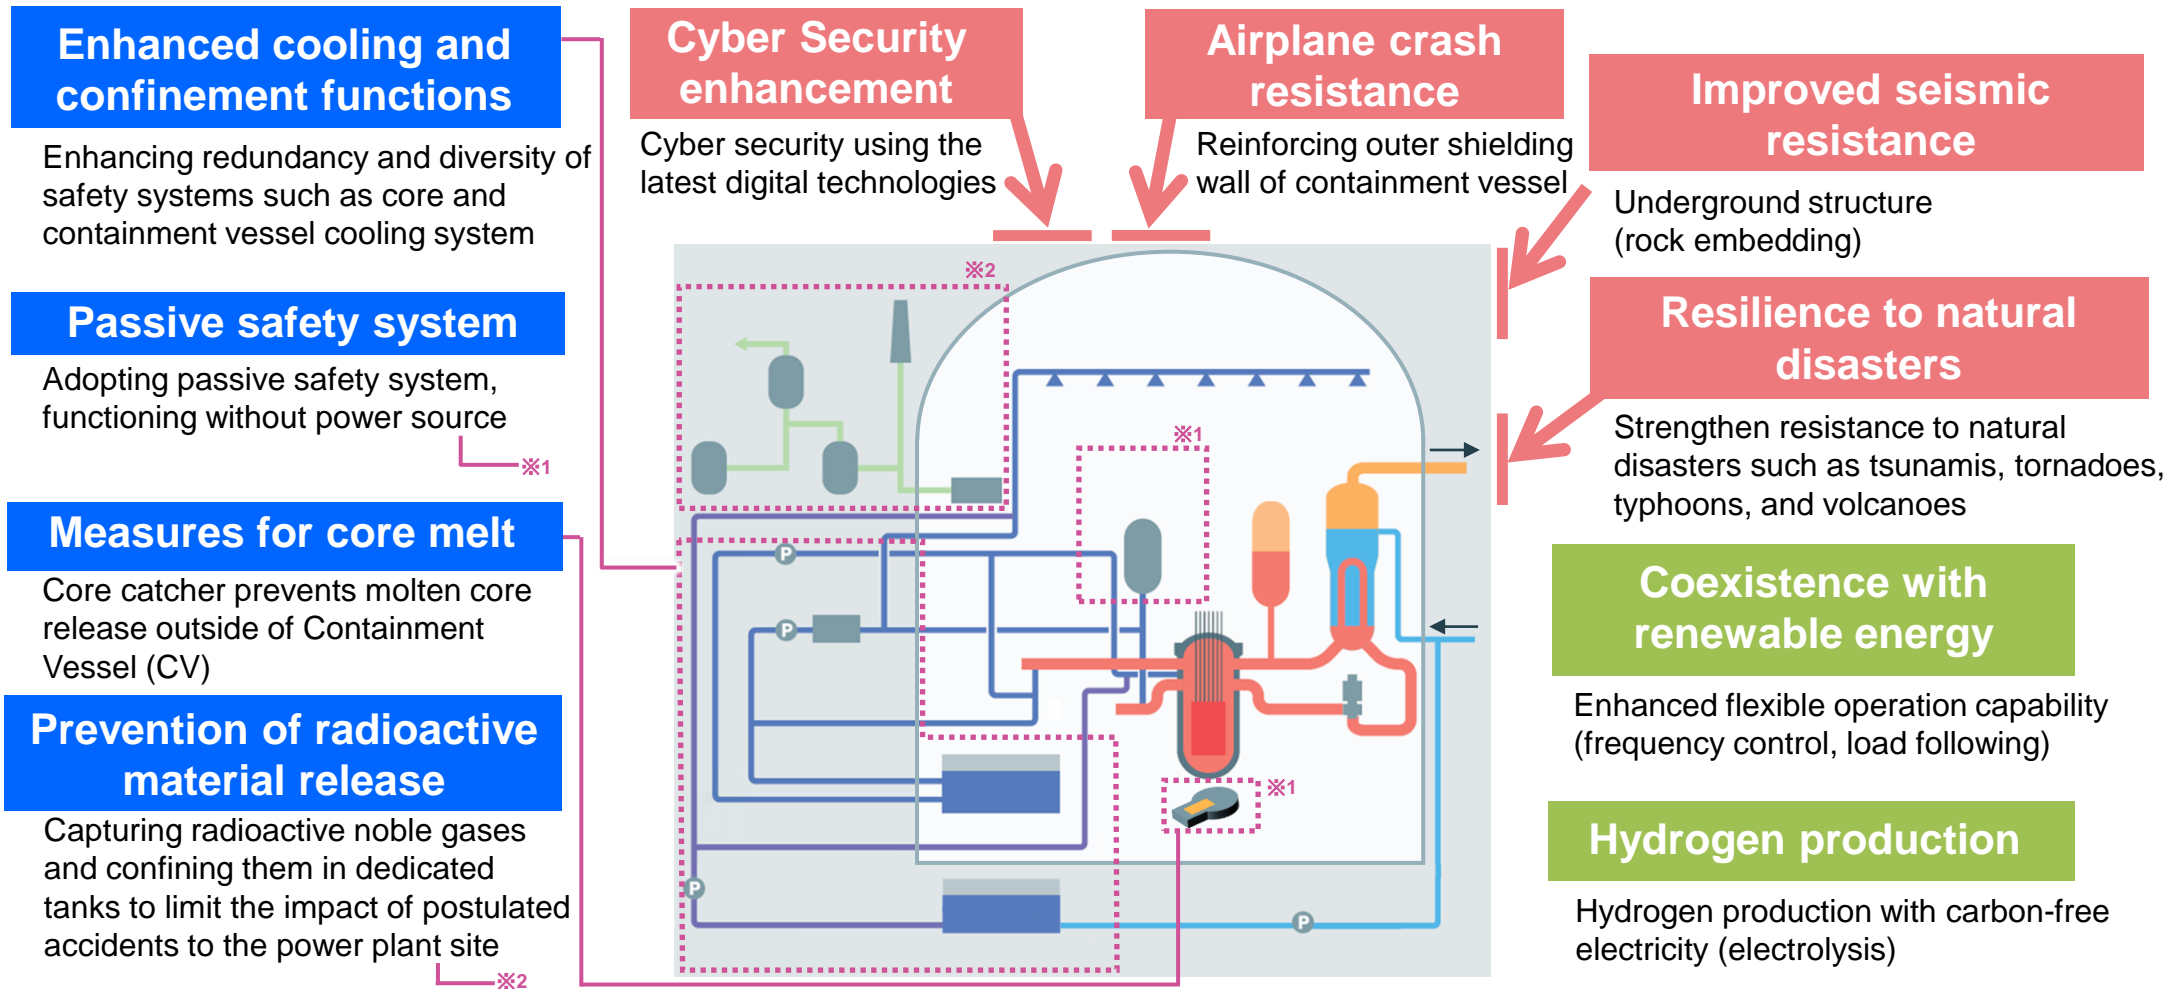 Enhanced cooling and
confinement functions
Enhancing redundancy and diversity of
safety systems such as core and
containment vessel cooling system
Passive safety system
Adopting passive safety system,
functioning without power source
※1
Measures for core melt
Core catcher prevents molten core
release outside of Containment
Vessel (CV)
Prevention of radioactive
material release
Capturing radioactive noble gases
and confining them in dedicated
tanks to limit the impact of postulated
accidents to the power plant site
※2
Cyber Security
enhancement
Cyber security using the
latest digital technologies
Airplane crash
resistance
Reinforcing outer shielding
wall of containment vessel
Improved seismic
resistance
Underground structure
(rock embedding)
Resilience to natural
disasters
Strengthen resistance to natural
disasters such as tsunamis, tornadoes,
typhoons, and volcanoes
Coexistence with
renewable energy
Enhanced flexible operation capability
(frequency control, load following)
Hydrogen production
Hydrogen production with carbon-free
electricity (electrolysis)
※2
※1
P
P
※1
P
P